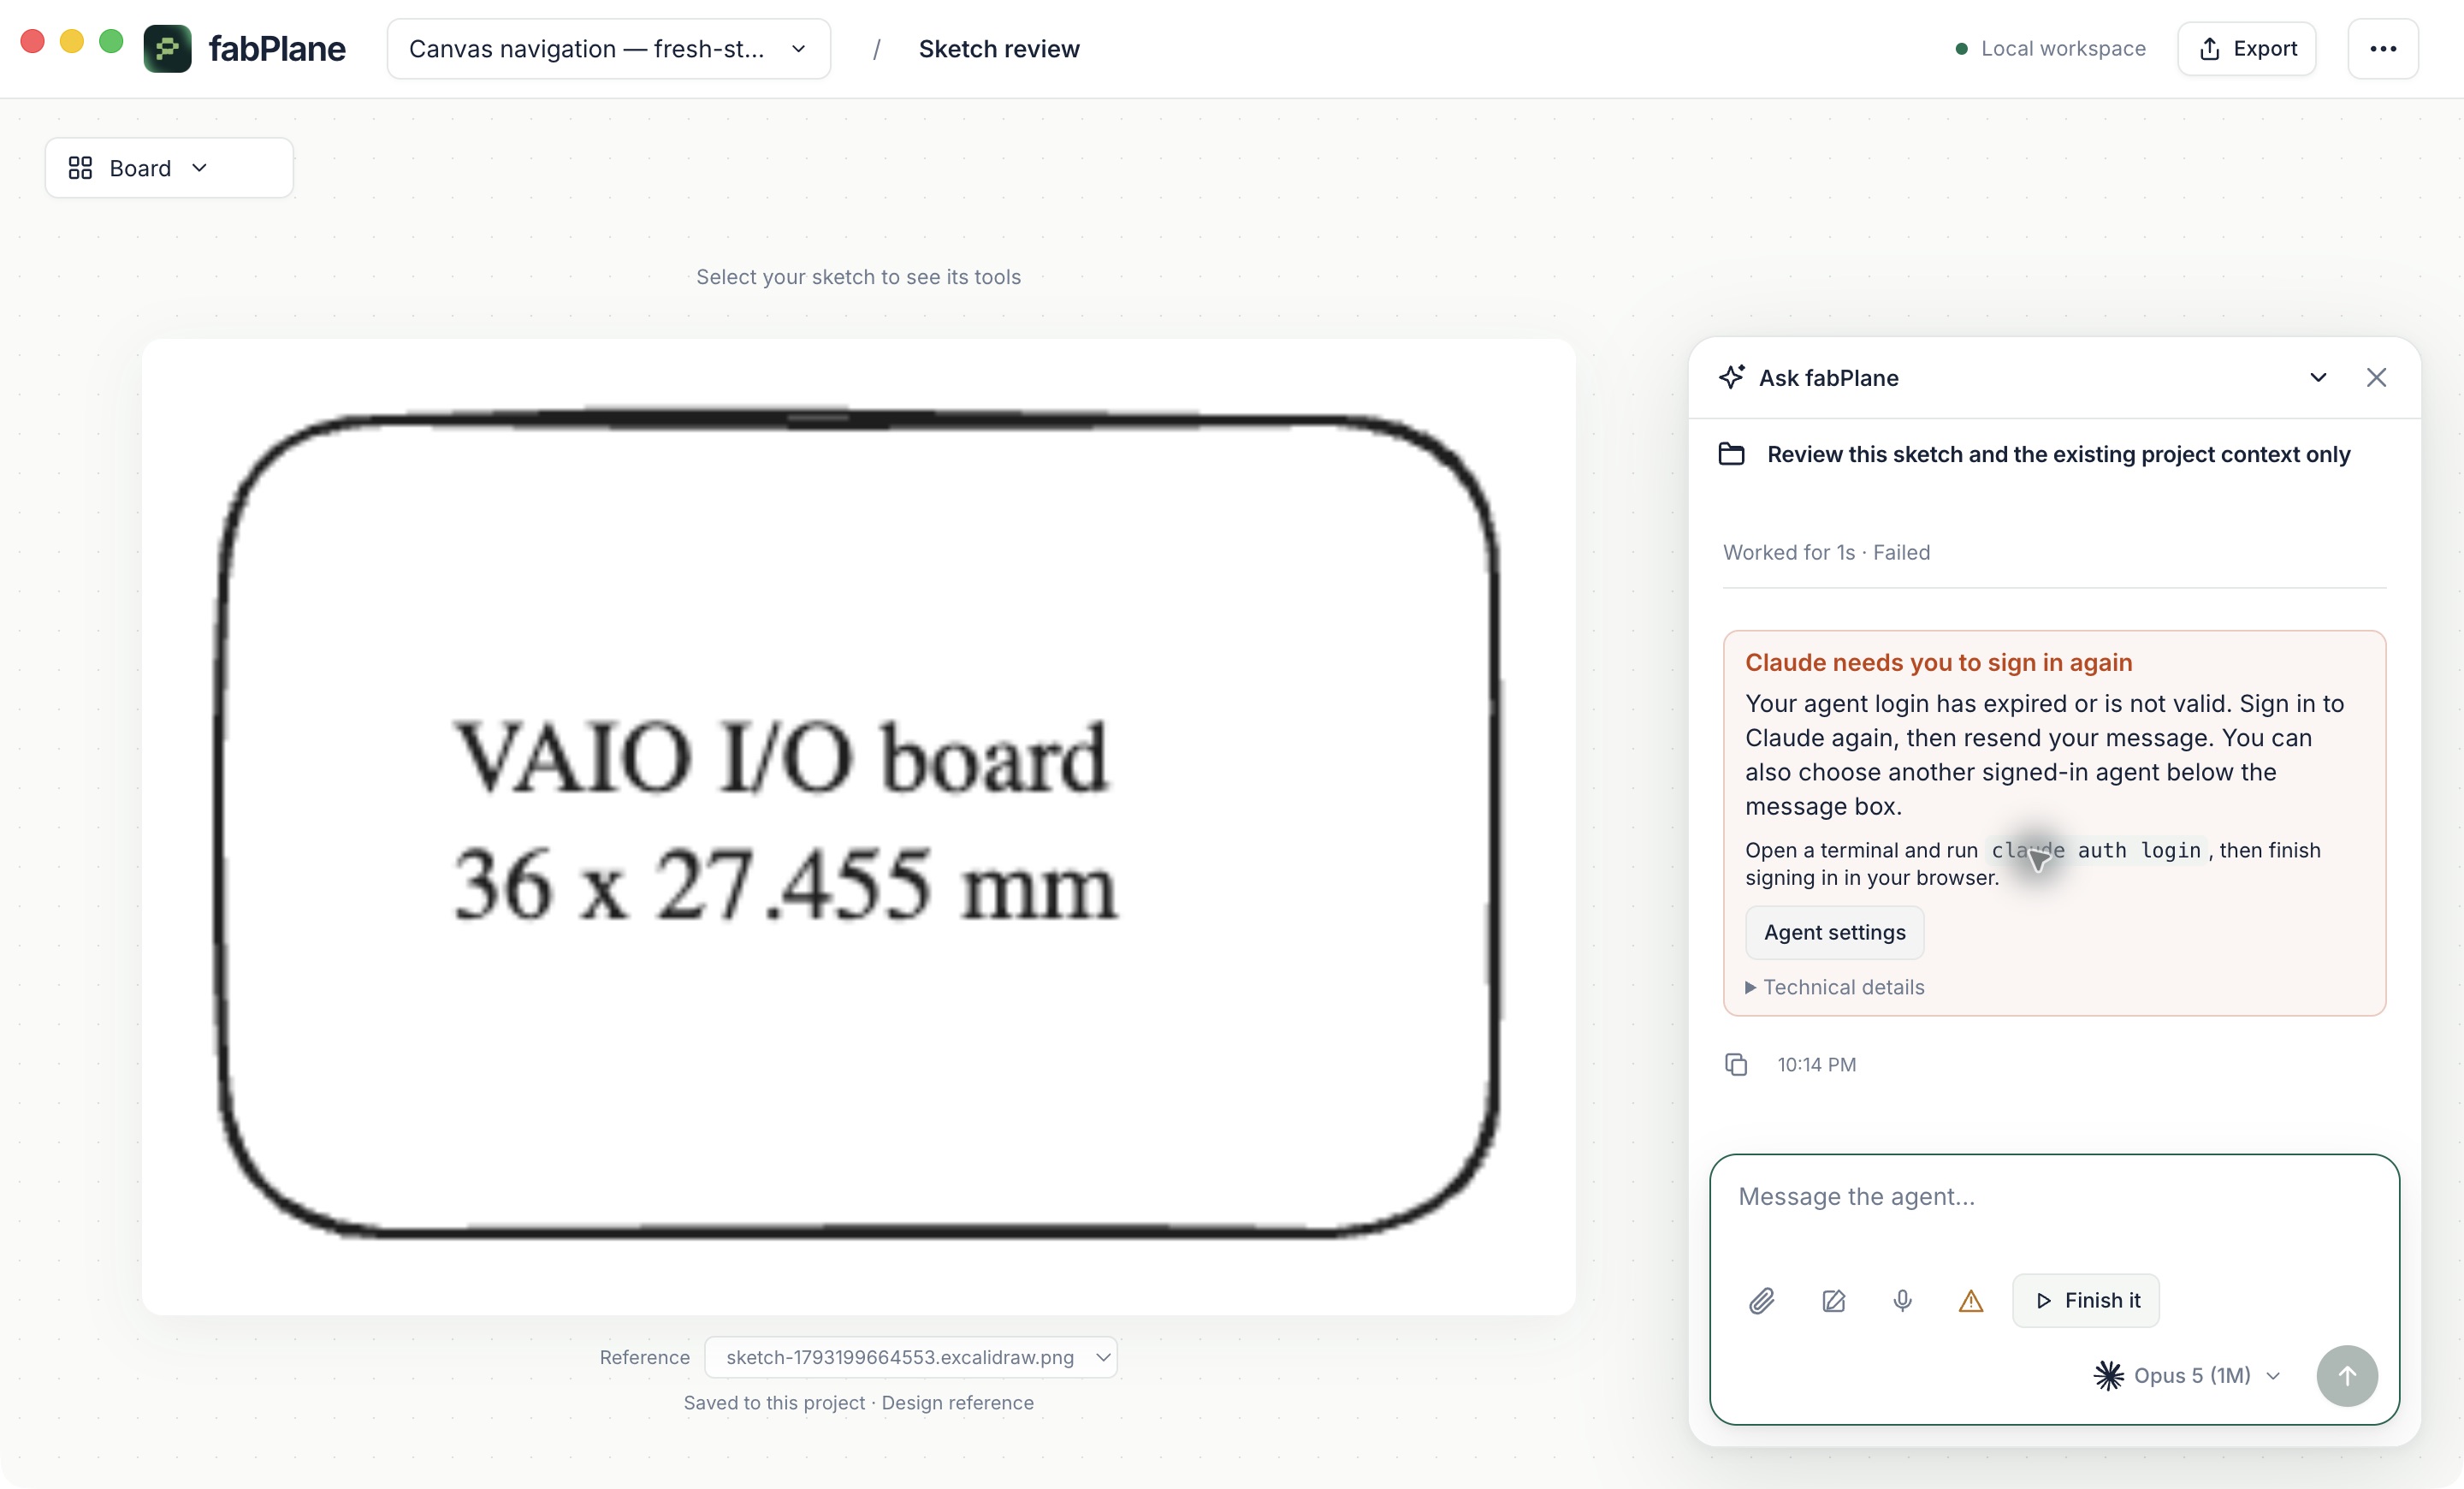 fabPlane
Canvas navigation — fresh-st...
/
Sketch review
Local workspace
Export
Board
Select your sketch to see its tools
VAIO I/O board
36 x 27.455 mm
Reference
sketch-1793199664553.excalidraw.png
Saved to this project · Design reference
Ask fabPlane
Review this sketch and the existing project context only
Worked for 1s · Failed
Claude needs you to sign in again
Your agent login has expired or is not valid. Sign in to
Claude again, then resend your message. You can
also choose another signed-in agent below the
message box.
Open a terminal and run claude auth login, then finish
signing in in your browser.
Agent settings
Technical details
10:14 PM
Message the agent...
Finish it
Opus 5 (1M)